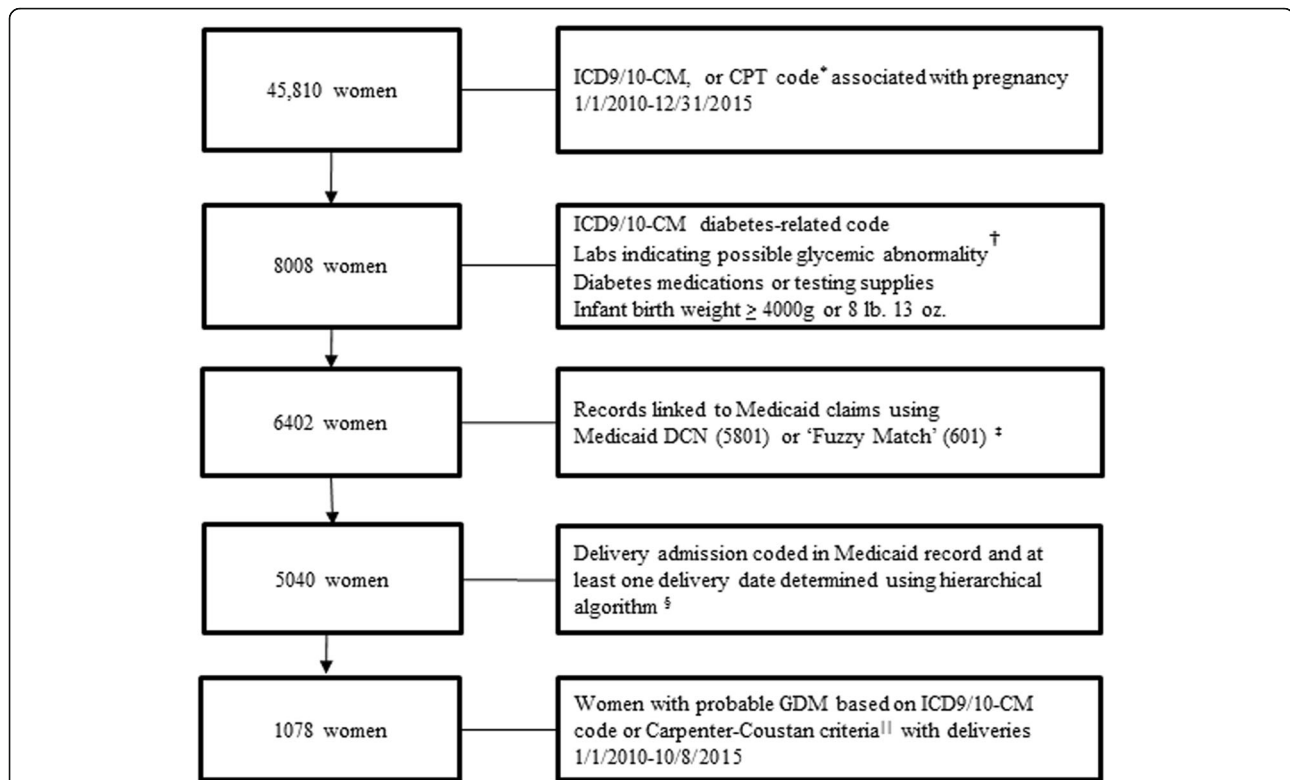 45,810 women
ICD9/10-CM, or CPT code* associated with pregnancy
1/1/2010-12/31/2015
8008 women
ICD9/10-CM diabetes-related code
Labs indicating possible glycemic abnormality†
Diabetes medications or testing supplies
Infant birth weight ≥ 4000g or 8 lb. 13 oz.
6402 women
Records linked to Medicaid claims using
Medicaid DCN (5801) or ‘Fuzzy Match’ (601) ‡
5040 women
Delivery admission coded in Medicaid record and at
least one delivery date determined using hierarchical
algorithm §
1078 women
Women with probable GDM based on ICD9/10-CM
code or Carpenter-Coustan criteria|| with deliveries
1/1/2010-10/8/2015